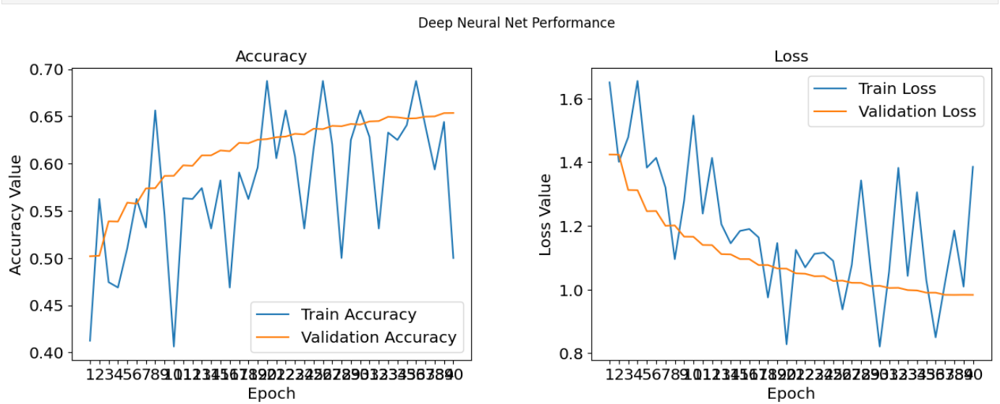 Deep Neural Net Performance
Accuracy
0.70
0.65
0.60
0.55
0.50
0.45
0.40
Accuracy Value
Train Accuracy
Validation Accuracy
Epoch
Loss
1.6
1.4
1.2
1.0
0.8
Loss Value
Train Loss
Validation Loss
Epoch